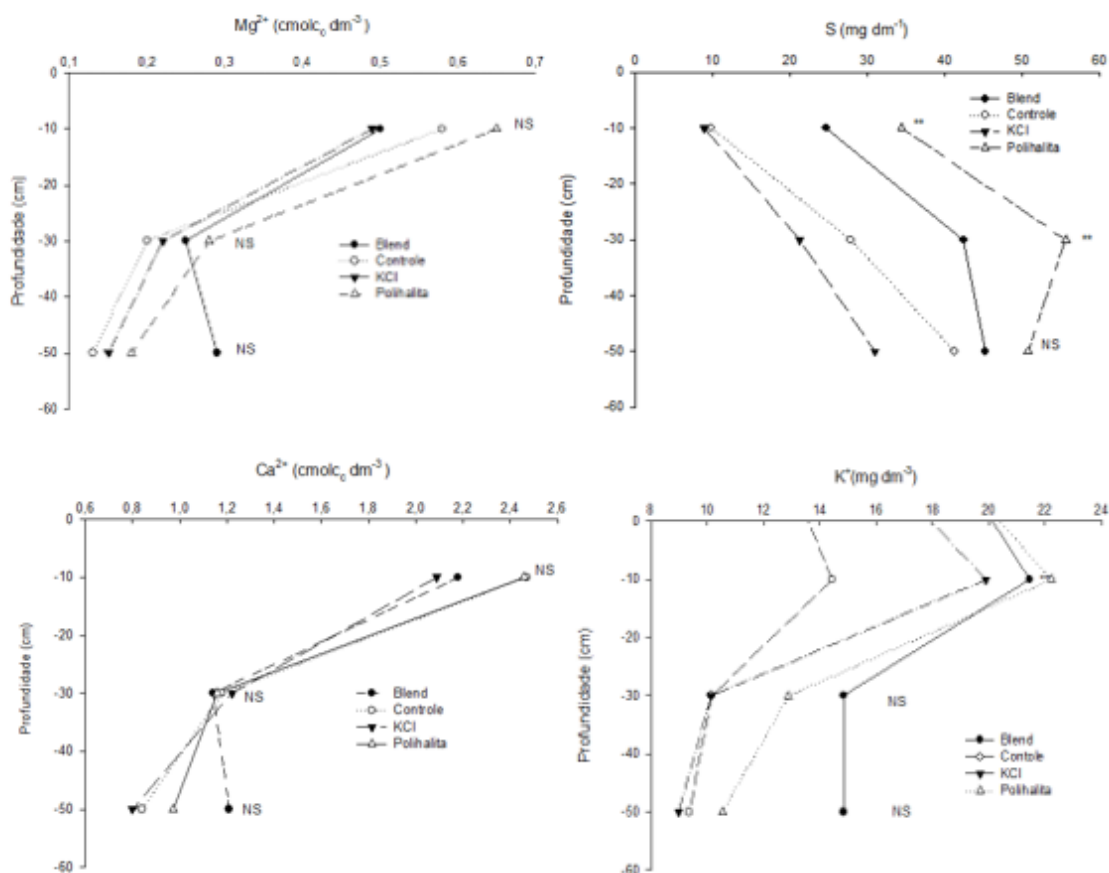 Mg²⁺ (cmolc₀ dm⁻³)
0,1 0,2 0,3 0,5 0,6 0,7
0
-10
-20
-30
-40
-50
-60
Profundidade (cm)
NS
NS
NS
Blend
Controle
KCl
Polihalita
S (mg dm⁻¹)
0 10 20 30 40 50 60
0
-10
-20
-30
-40
-50
-60
Profundidade (cm)
**
**
NS
Blend
Controle
KCl
Polihalita
Ca²⁺ (cmolc₀ dm⁻³)
0,6 0,8 1,0 1,2 1,4 1,6 1,8 2,0 2,2 2,4 2,6
0
-10
-20
-30
-40
-50
-60
Profundidade (cm)
NS
NS
NS
Blend
Controle
KCl
Polihalita
K⁺(mg dm⁻³)
8 10 12 14 16 18 20 22 24
0
-10
-20
-30
-40
-50
-60
Profundidade (cm)
NS
NS
Blend
Contole
KCl
Polihalita